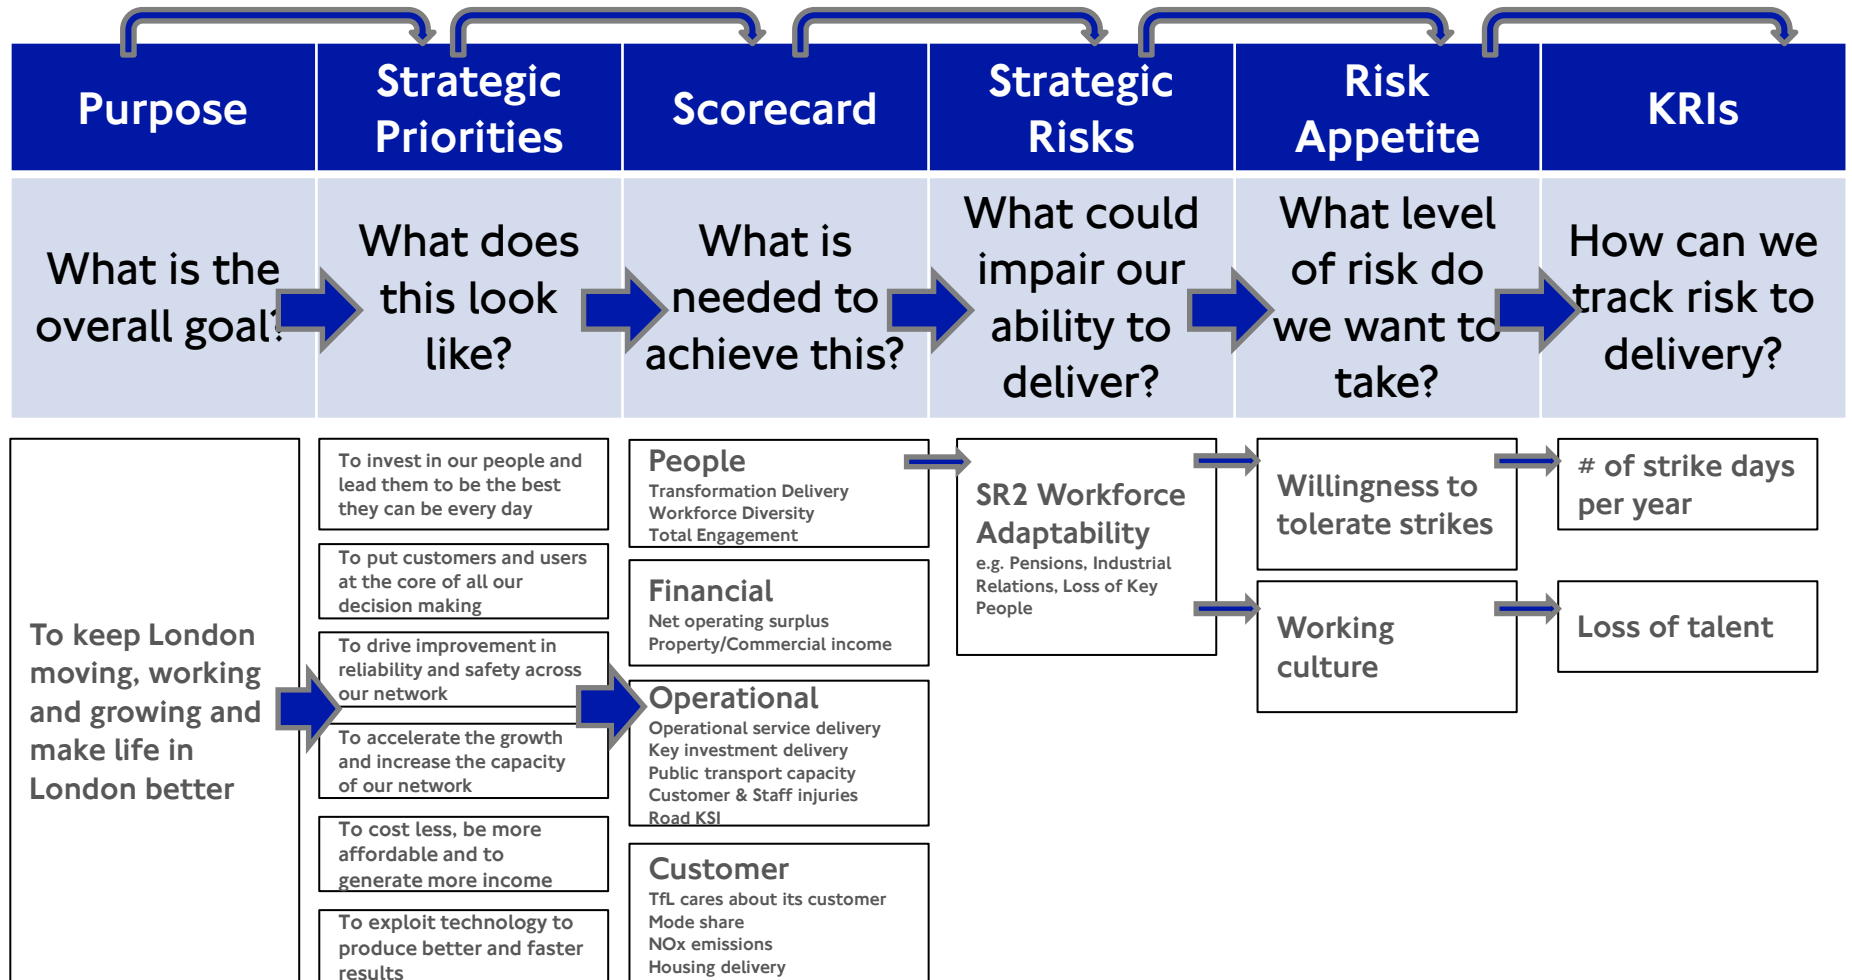 Purpose
Strategic
Priorities
Scorecard
Strategic
Risks
Risk
Appetite
KRIs
What is the
overall goal?
What does
this look
like?
What is
needed to
achieve this?
What could
impair our
ability to
deliver?
What level
of risk do
we want to
take?
How can we
track risk to
delivery?
To keep London
moving, working
and growing and
make life in
London better
To invest in our people and
lead them to be the best
they can be every day
To put customers and users
at the core of all our
decision making
To drive improvement in
reliability and safety across
our network
To accelerate the growth
and increase the capacity
of our network
To cost less, be more
affordable and to
generate more income
To exploit technology to
produce better and faster
results
People
Transformation Delivery
Workforce Diversity
Total Engagement
Financial
Net operating surplus
Property/Commercial income
Operational
Operational service delivery
Key investment delivery
Public transport capacity
Customer & Staff injuries
Road KSI
Customer
TfL cares about its customer
Mode share
NOx emissions
Housing delivery
SR2 Workforce
Adaptability
e.g. Pensions, Industrial
Relations, Loss of Key
People
Willingness to
tolerate strikes
Working
culture
# of strike days
per year
Loss of talent